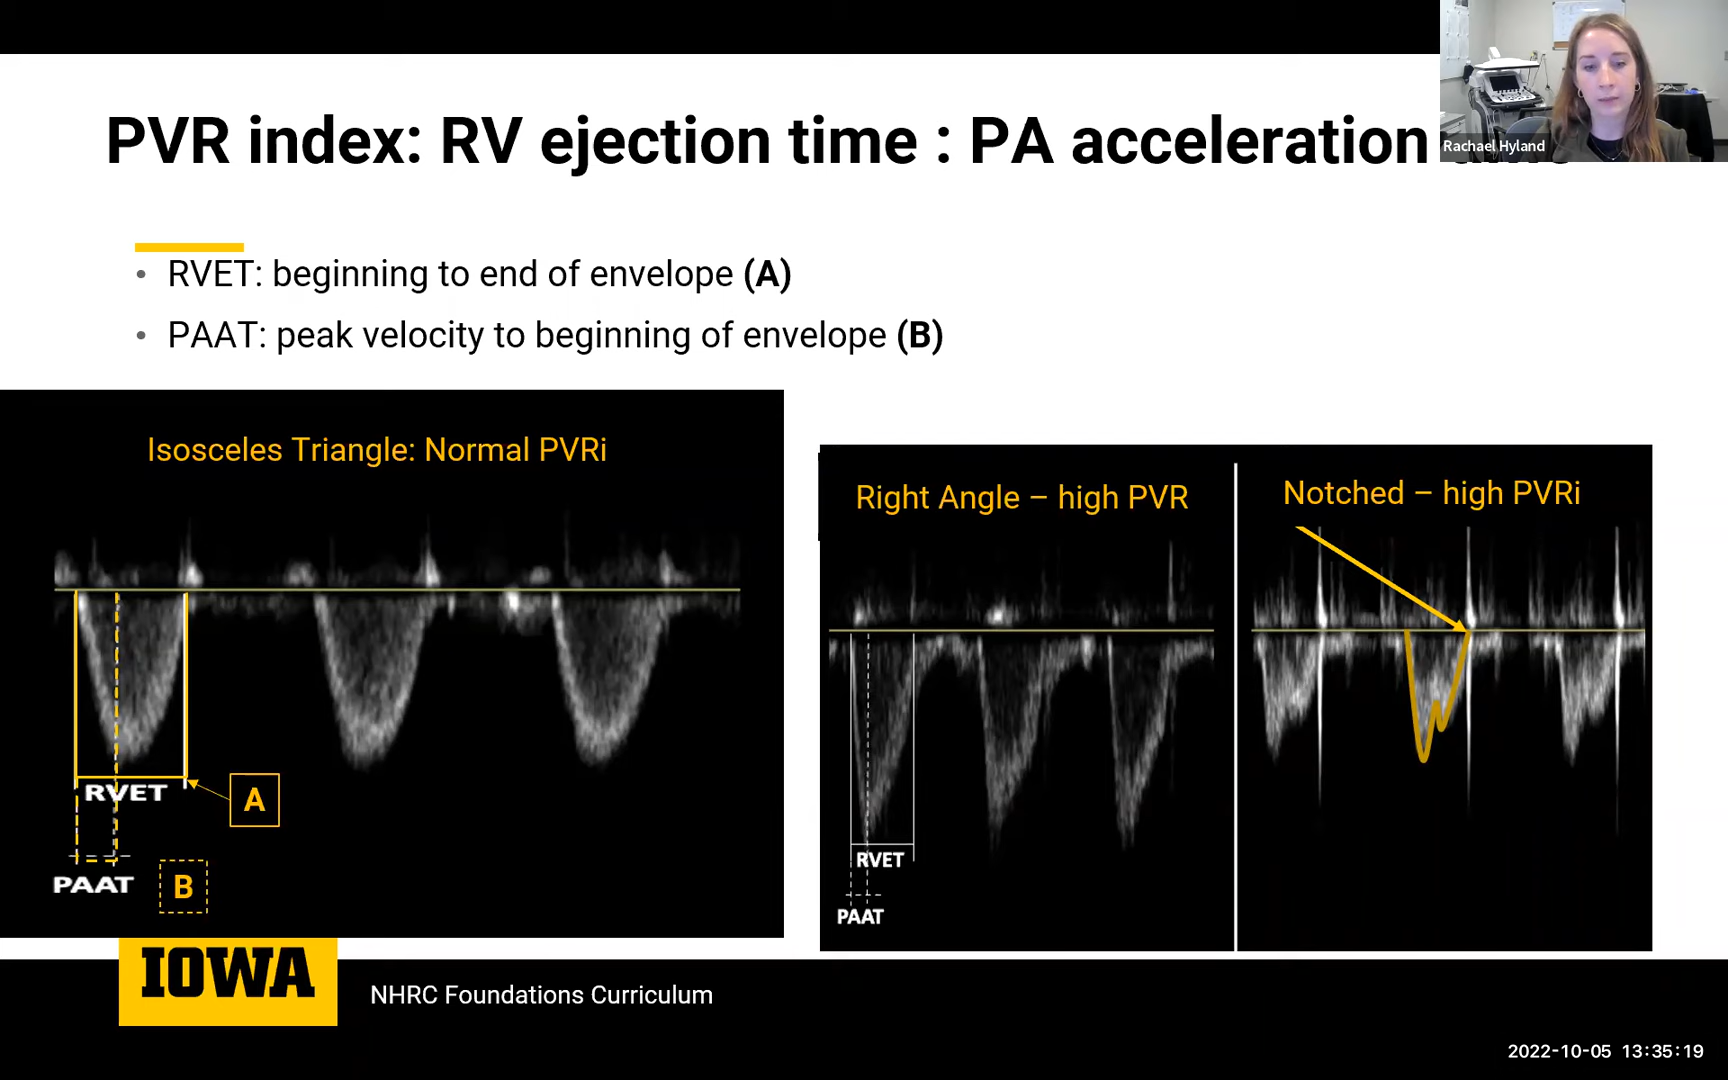 PVR index: RV ejection time : PA acceleration
Rachael Hyland
• RVET: beginning to end of envelope (A)
• PAAT: peak velocity to beginning of envelope (B)
Isosceles Triangle: Normal PVRi
RVET
A
PAAT
B
Right Angle – high PVR
RVET
PAAT
Notched – high PVRi
IOWA
NHRC Foundations Curriculum
2022-10-05 13:35:19